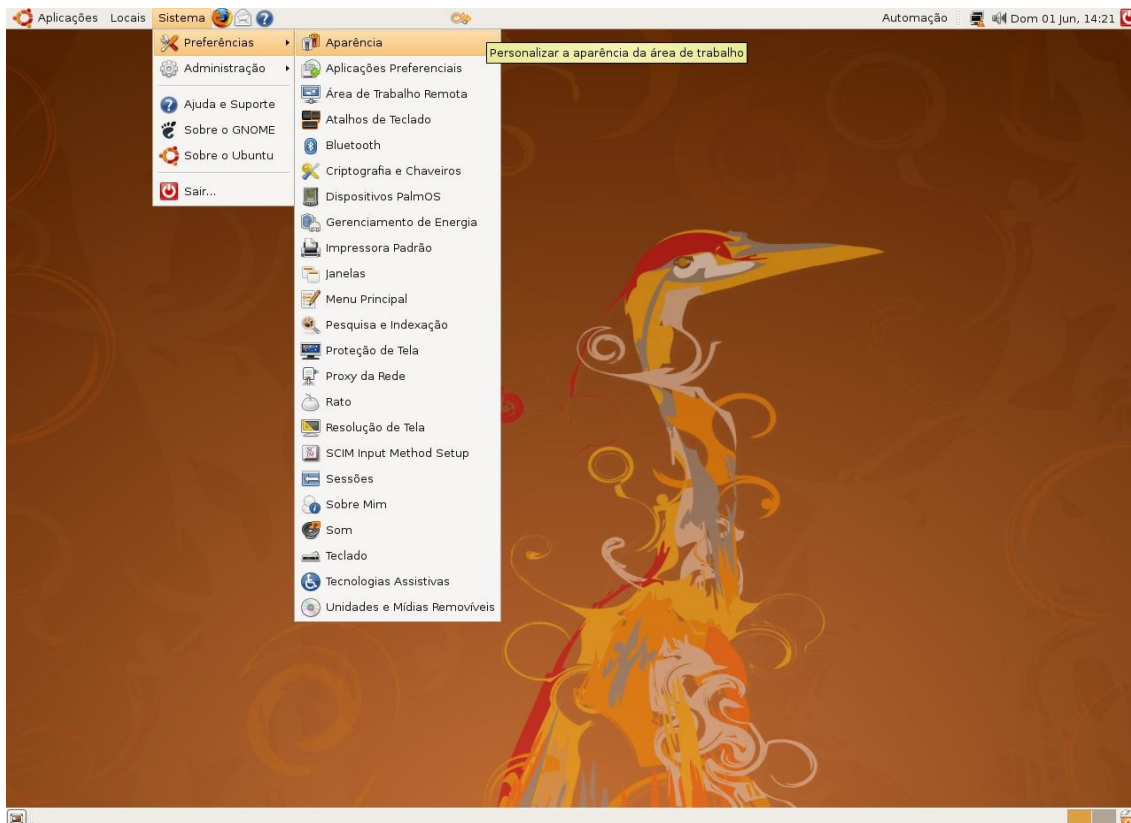 Aplicações Locais Sistema Automação Dom 01 Jun, 14:21
Preferências
Administração
Ajuda e Suporte
Sobre o GNOME
Sobre o Ubuntu
Sair...
Aparência
Personalizar a aparência da área de trabalho
Aplicações Preferenciais
Área de Trabalho Remota
Atalhos de Teclado
Bluetooth
Criptografia e Chaveiros
Dispositivos PalmOS
Gerenciamento de Energia
Impressora Padrão
Janelas
Menu Principal
Pesquisa e Indexação
Proteção de Tela
Proxy da Rede
Rato
Resolução de Tela
SCIM Input Method Setup
Sessões
Sobre Mim
Som
Teclado
Tecnologias Assistivas
Unidades e Mídias Removíveis